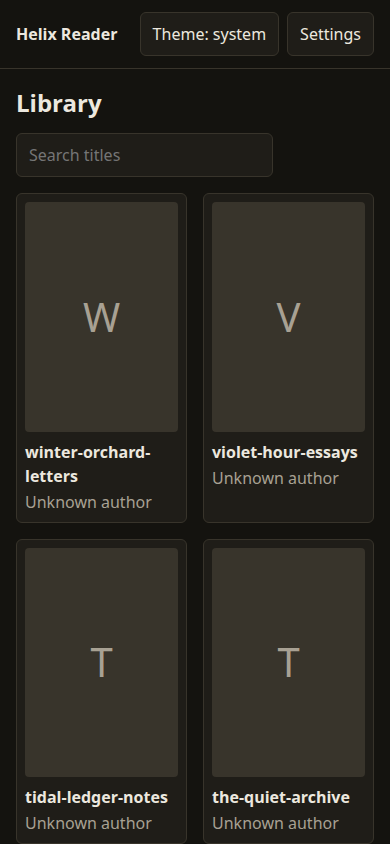 Helix Reader
Theme: system
Settings
Library
Search titles
W
V
winter-orchard-
letters
Unknown author
violet-hour-essays
Unknown author
T
T
tidal-ledger-notes
Unknown author
the-quiet-archive
Unknown author